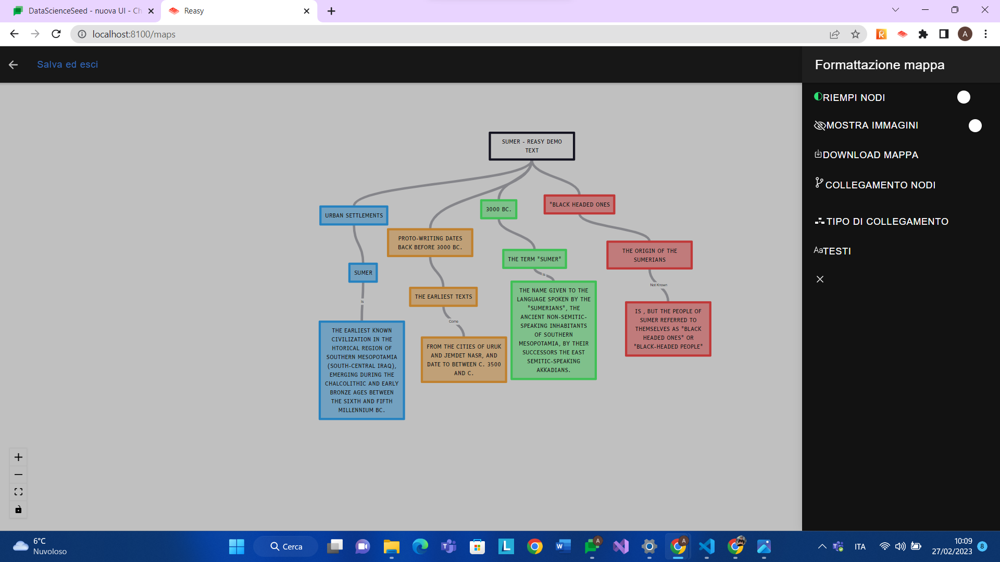 DataScienceSeed - nuova UI - Ch
Reasy
localhost:8100/maps
A
Salva ed esci
Formattazione mappa
RIEMPI NODI
MOSTRA IMMAGINI
DOWNLOAD MAPPA
COLLEGAMENTO NODI
TIPO DI COLLEGAMENTO
Aa TESTI
SUMER - REASY DEMO
TEXT
URBAN SETTLEMENTS
SUMER
Is
THE EARLIEST KNOWN
CIVILIZATION IN THE
HTORICAL REGION OF
SOUTHERN MESOPOTAMIA
(SOUTH-CENTRAL IRAQ),
EMERGING DURING THE
CHALCOLITHIC AND EARLY
BRONZE AGES BETWEEN
THE SIXTH AND FIFTH
MILLENNIUM BC.
PROTO-WRITING DATES
BACK BEFORE 3000 BC.
THE EARLIEST TEXTS
Come
FROM THE CITIES OF URUK
AND JEMDET NASR, AND
DATE TO BETWEEN C. 3500
AND C.
3000 BC.
THE TERM "SUMER"
Is
THE NAME GIVEN TO THE
LANGUAGE SPOKEN BY THE
"SUMERIANS", THE
ANCIENT NON-SEMITIC-
SPEAKING INHABITANTS
OF SOUTHERN
MESOPOTAMIA, BY THEIR
SUCCESSORS THE EAST
SEMITIC-SPEAKING
AKKADIANS.
"BLACK HEADED ONES
THE ORIGIN OF THE
SUMERIANS
Not Known
IS , BUT THE PEOPLE OF
SUMER REFERRED TO
THEMSELVES AS "BLACK
HEADED ONES" OR
"BLACK-HEADED PEOPLE"
6°C
Nuvoloso
Cerca
ITA
10:09
27/02/2023
8